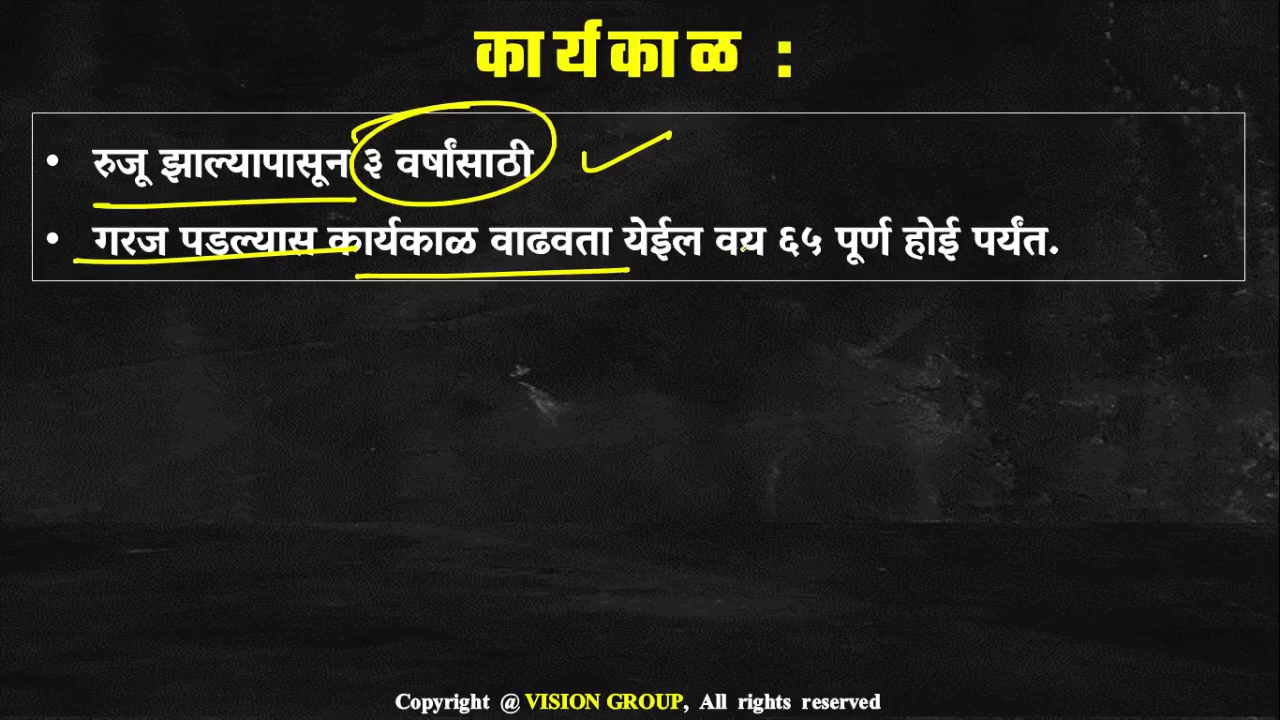 कार्यकाळ :
• रुजू झाल्यापासून ३ वर्षांसाठी
• गरज पडल्यास कार्यकाळ वाढवता येईल वय ६५ पूर्ण होई पर्यंत.
Copyright @ VISION GROUP, All rights reserved